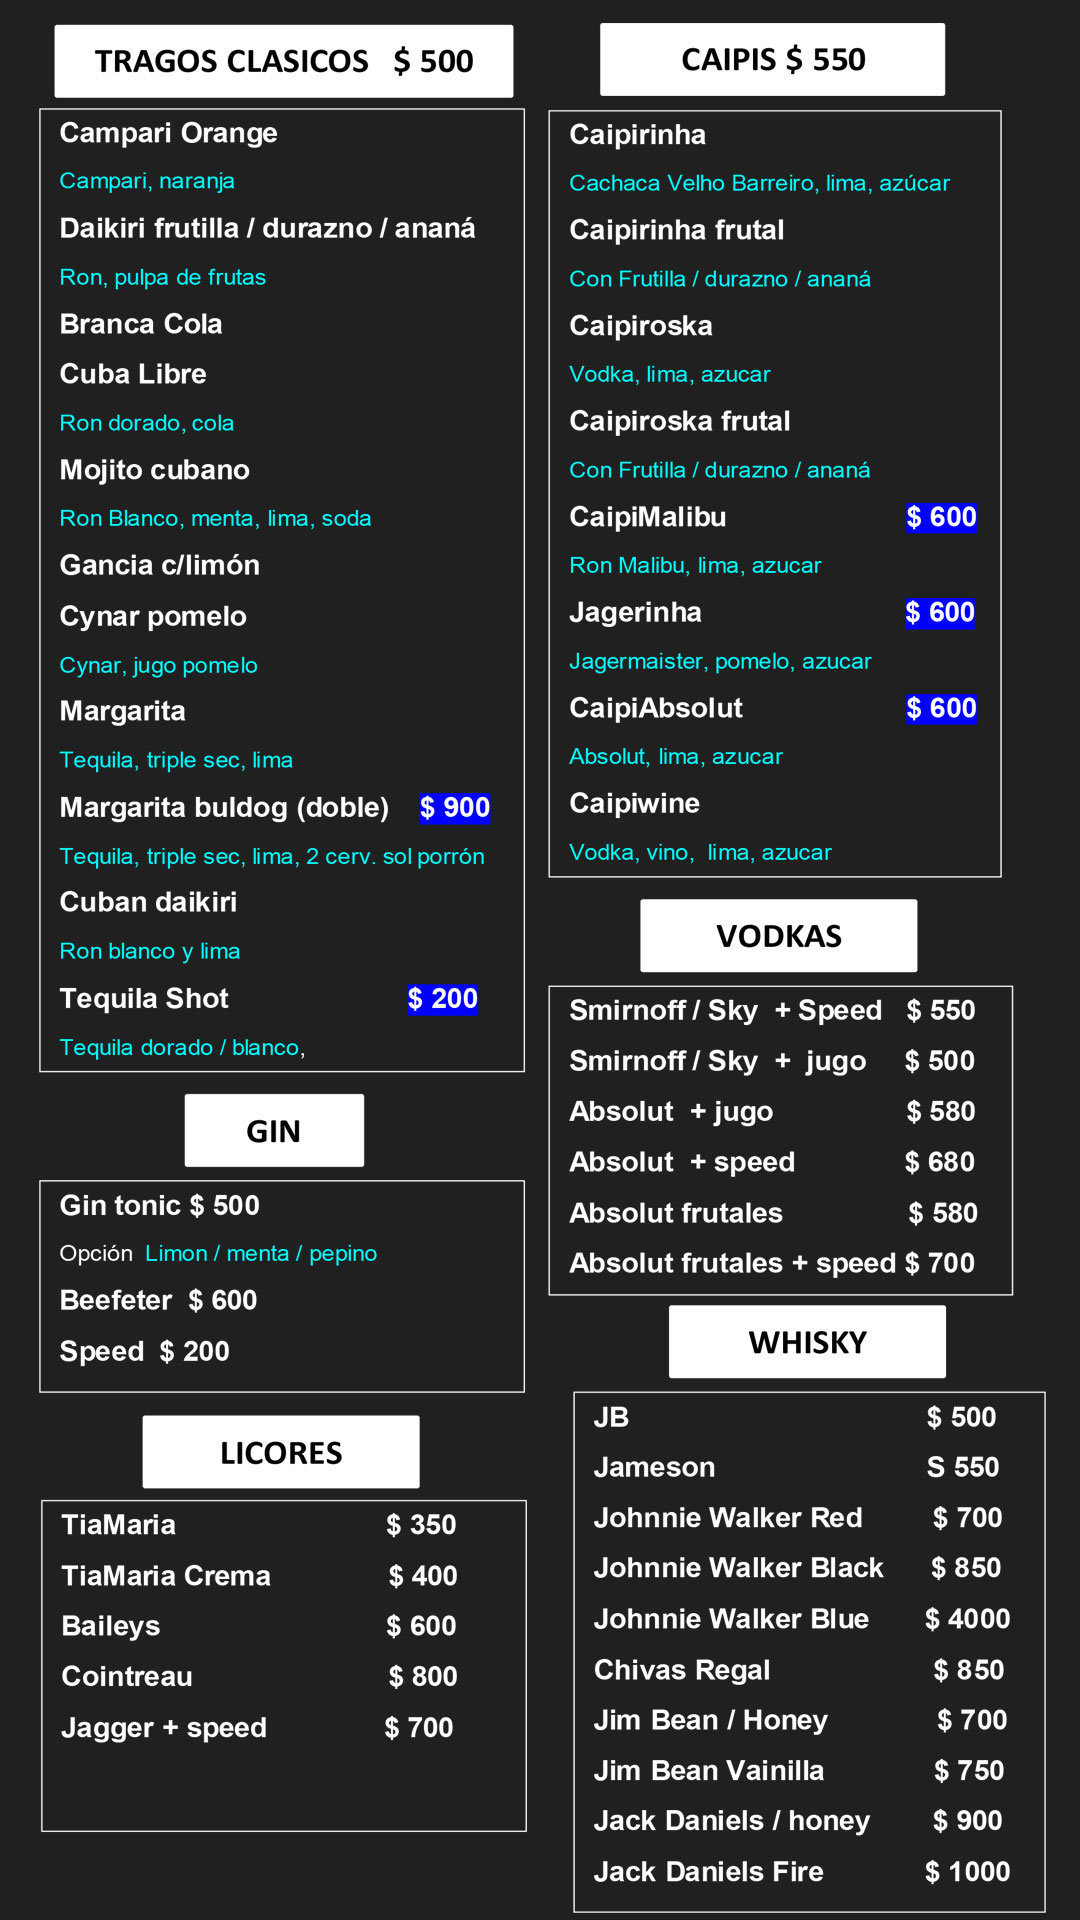 TRAGOS CLASICOS $ 500
Campari Orange
Campari, naranja
Daikiri frutilla / durazno / ananá
Ron, pulpa de frutas
Branca Cola
Cuba Libre
Ron dorado, cola
Mojito cubano
Ron Blanco, menta, lima, soda
Gancia c/limón
Cynar pomelo
Cynar, jugo pomelo
Margarita
Tequila, triple sec, lima
Margarita buldog (doble) $ 900
Tequila, triple sec, lima, 2 cerv. sol porrón
Cuban daikiri
Ron blanco y lima
Tequila Shot $ 200
Tequila dorado / blanco,
GIN
Gin tonic $ 500
Opción Limon / menta / pepino
Beefeter $ 600
Speed $ 200
LICORES
TiaMaria $ 350
TiaMaria Crema $ 400
Baileys $ 600
Cointreau $ 800
Jagger + speed $ 700
CAIPIS $ 550
Caipirinha
Cachaca Velho Barreiro, lima, azúcar
Caipirinha frutal
Con Frutilla / durazno / ananá
Caipiroska
Vodka, lima, azucar
Caipiroska frutal
Con Frutilla / durazno / ananá
CaipiMalibu $ 600
Ron Malibu, lima, azucar
Jagerinha $ 600
Jagermaister, pomelo, azucar
CaipiAbsolut $ 600
Absolut, lima, azucar
Caipiwine
Vodka, vino, lima, azucar
VODKAS
Smirnoff / Sky + Speed $ 550
Smirnoff / Sky + jugo $ 500
Absolut + jugo $ 580
Absolut + speed $ 680
Absolut frutales $ 580
Absolut frutales + speed $ 700
WHISKY
JB $ 500
Jameson S 550
Johnnie Walker Red $ 700
Johnnie Walker Black $ 850
Johnnie Walker Blue $ 4000
Chivas Regal $ 850
Jim Bean / Honey $ 700
Jim Bean Vainilla $ 750
Jack Daniels / honey $ 900
Jack Daniels Fire $ 1000